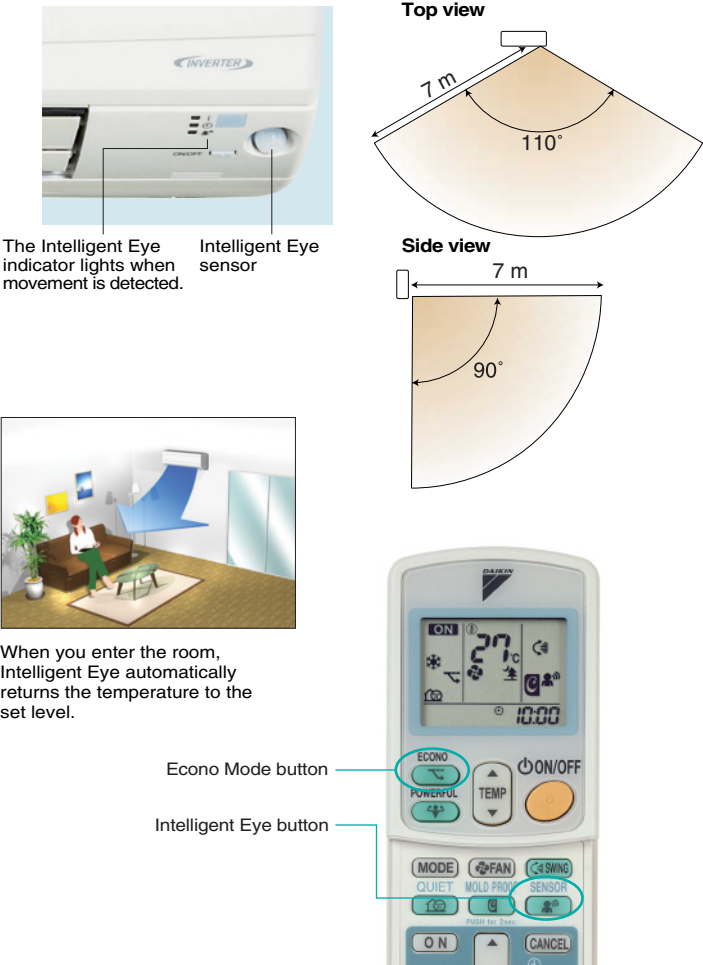 Top view
INVERTER
7 m
110°
ON/OFF
The Intelligent Eye
indicator lights when
movement is detected.
Intelligent Eye
sensor
Side view
7 m
90°
When you enter the room,
Intelligent Eye automatically
returns the temperature to the
set level.
DAIKIN
ON
27°C
10:00
Econo Mode button
ECONO
ON/OFF
POWERFUL
TEMP
Intelligent Eye button
MODE
FAN
SWING
QUIET
MOLD PROOF
SENSOR
PUSH for 2sec.
ON
CANCEL